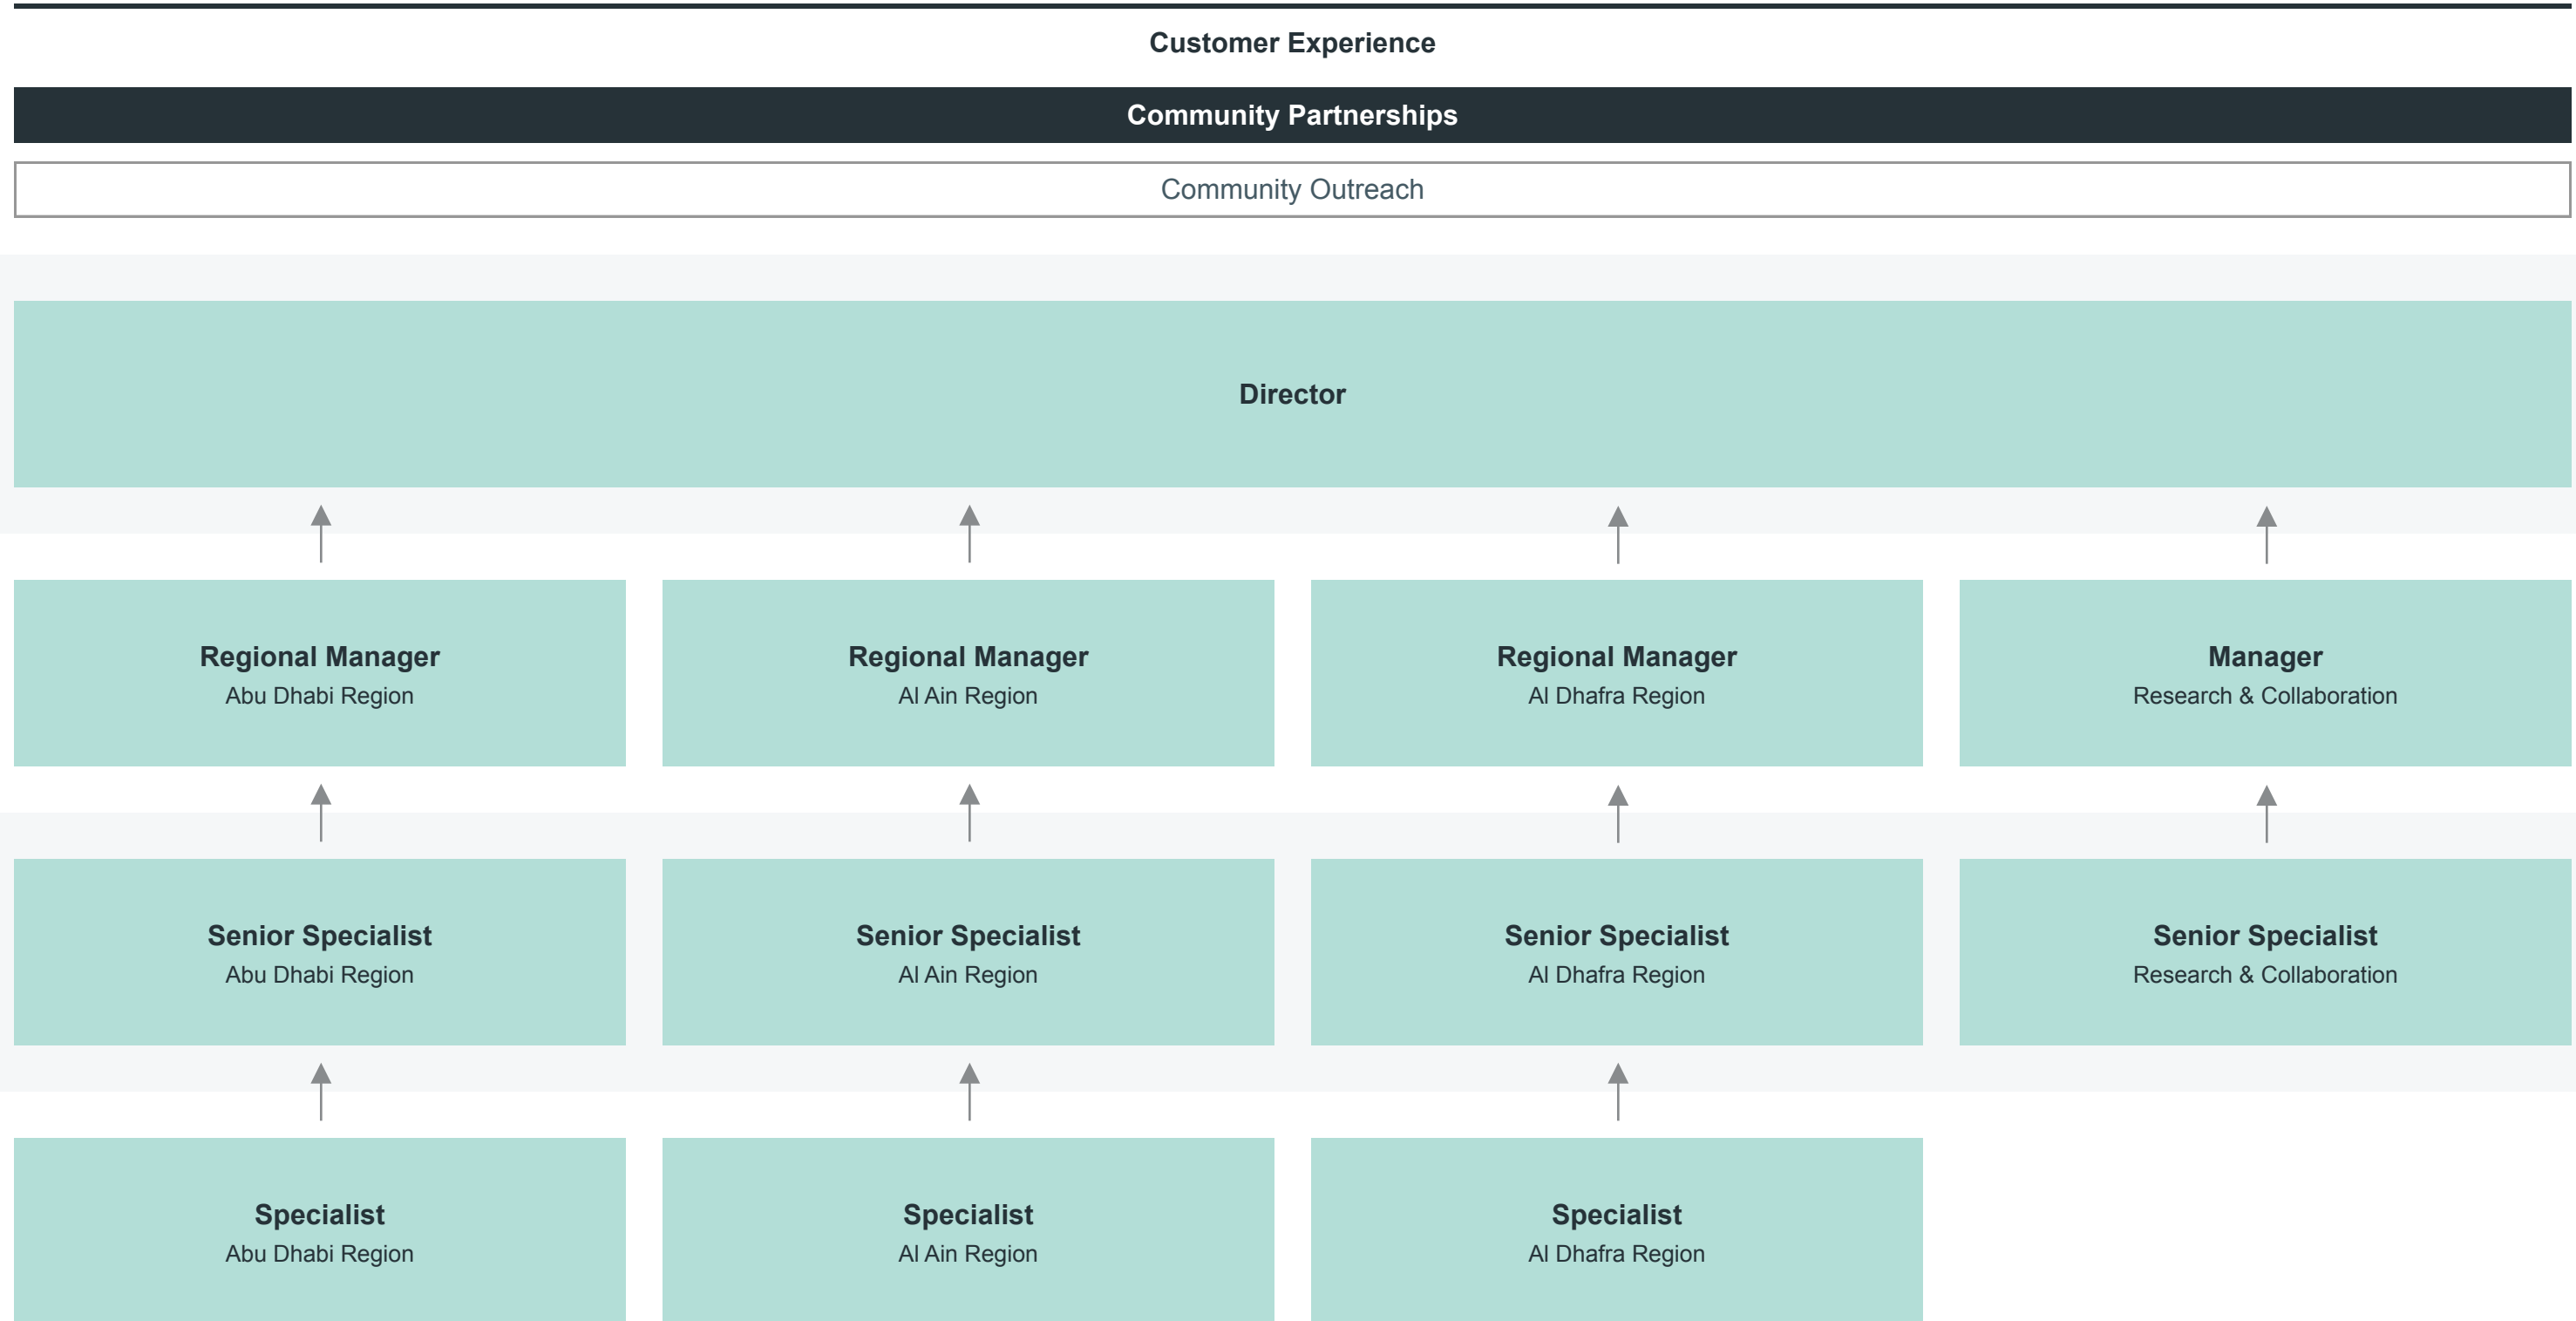 Customer Experience
Community Partnerships
Community Outreach
Director
Regional Manager
Abu Dhabi Region
Regional Manager
Al Ain Region
Regional Manager
Al Dhafra Region
Manager
Research & Collaboration
Senior Specialist
Abu Dhabi Region
Senior Specialist
Al Ain Region
Senior Specialist
Al Dhafra Region
Senior Specialist
Research & Collaboration
Specialist
Abu Dhabi Region
Specialist
Al Ain Region
Specialist
Al Dhafra Region